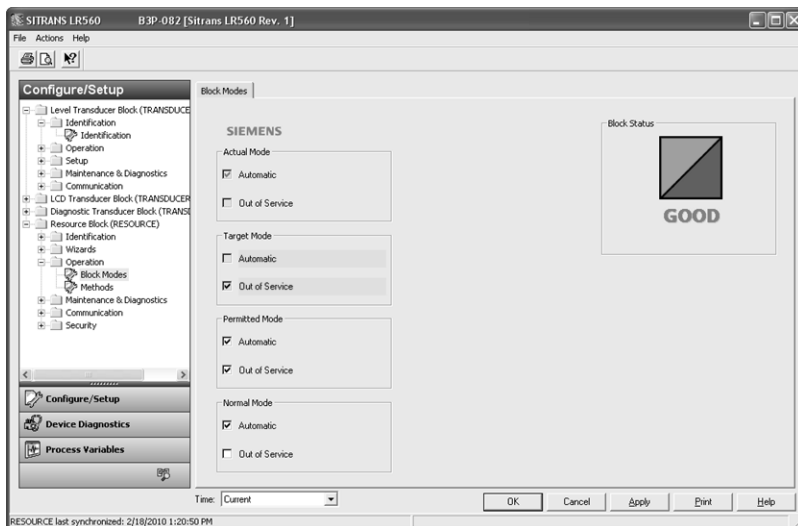 SITRANS LR560 B3P-082 [Sitrans LR560 Rev. 1]
File Actions Help
Configure/Setup
Level Transducer Block (TRANSDUCE
Identification
Identification
Operation
Setup
Maintenance & Diagnostics
Communication
LCD Transducer Block (TRANSDUCER
Diagnostic Transducer Block (TRANSD
Resource Block (RESOURCE)
Identification
Wizards
Operation
Block Modes
Methods
Maintenance & Diagnostics
Communication
Security
Configure/Setup
Device Diagnostics
Process Variables
Block Modes
SIEMENS
Actual Mode
Automatic
Out of Service
Target Mode
Automatic
Out of Service
Permitted Mode
Automatic
Out of Service
Normal Mode
Automatic
Out of Service
Block Status
GOOD
Time: Current
OK Cancel Apply Print Help
RESOURCE last synchronized: 2/18/2010 1:20:50 PM